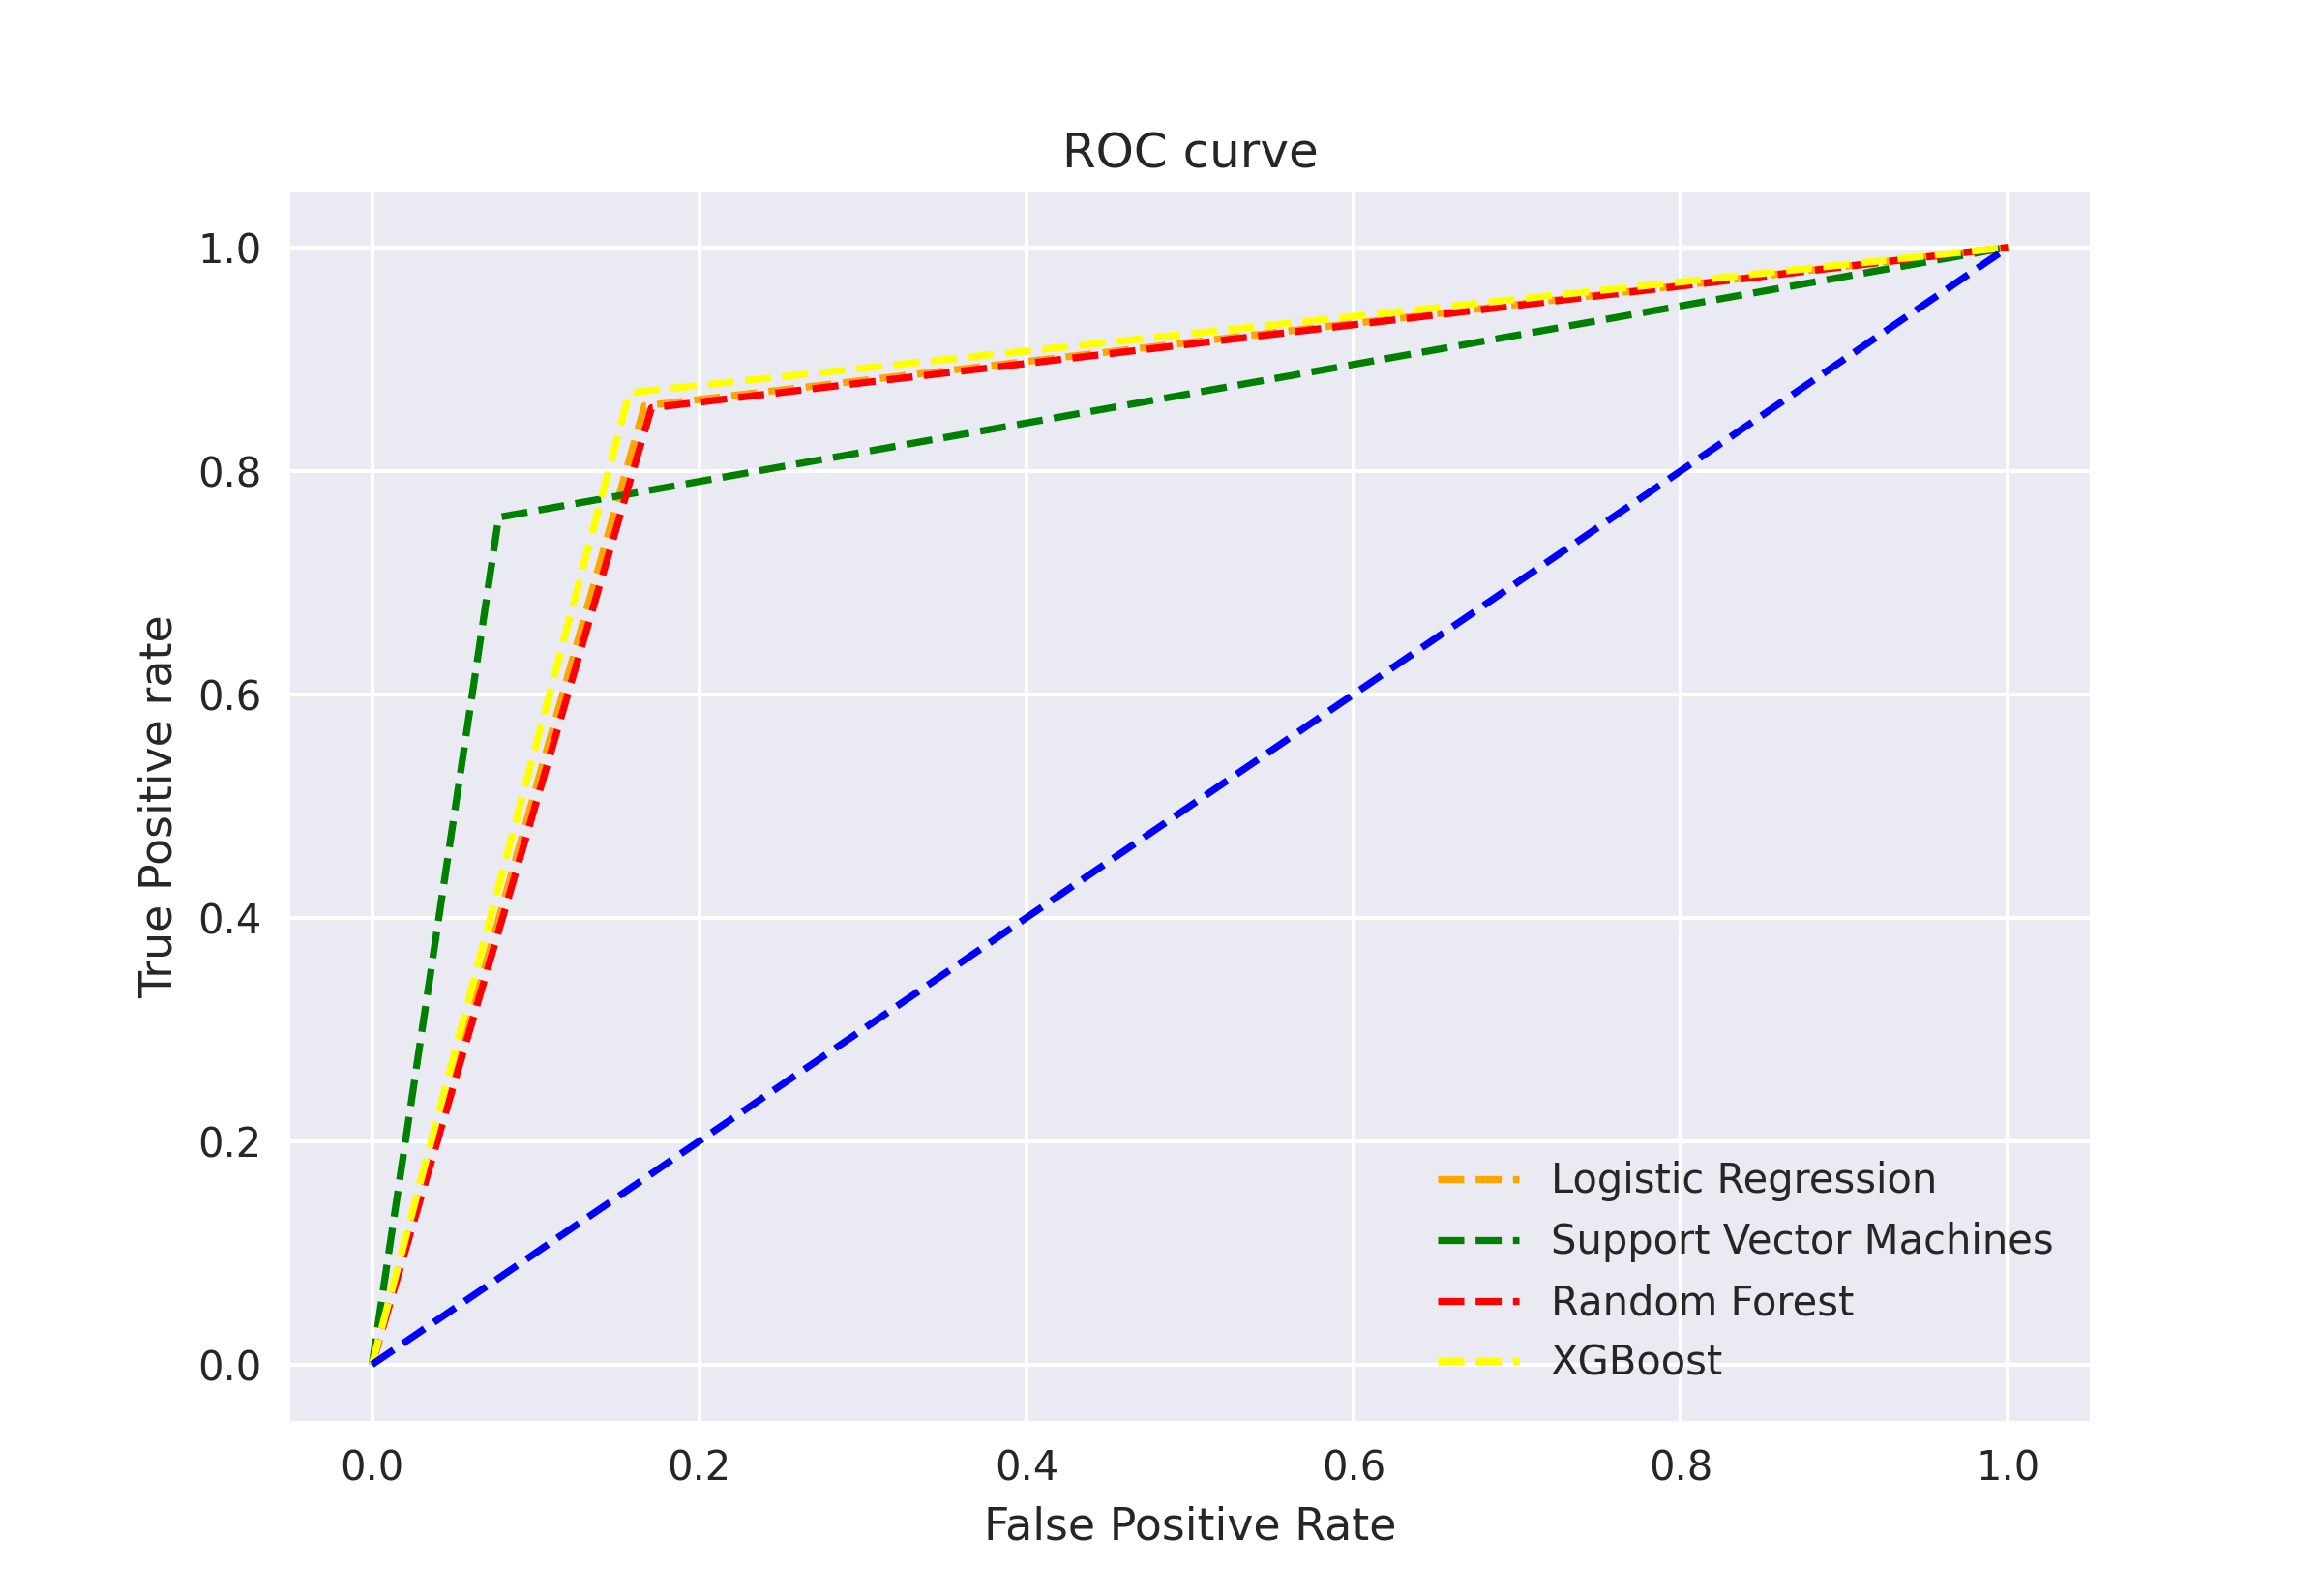 ROC curve
1.0
0.8
0.6
0.4
0.2
0.0
True Positive rate
Logistic Regression
Support Vector Machines
Random Forest
XGBoost
0.0 0.2 0.4 0.6 0.8 1.0
False Positive Rate